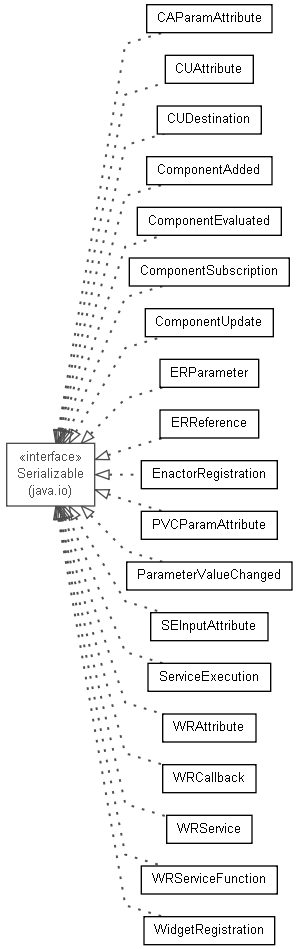 CAParamAttribute
CUAttribute
CUDestination
ComponentAdded
ComponentEvaluated
ComponentSubscription
ComponentUpdate
ERParameter
ERReference
«interface»
Serializable
(java.io)
EnactorRegistration
PVCParamAttribute
ParameterValueChanged
SEInputAttribute
ServiceExecution
WRAttribute
WRCallback
WRService
WRServiceFunction
WidgetRegistration